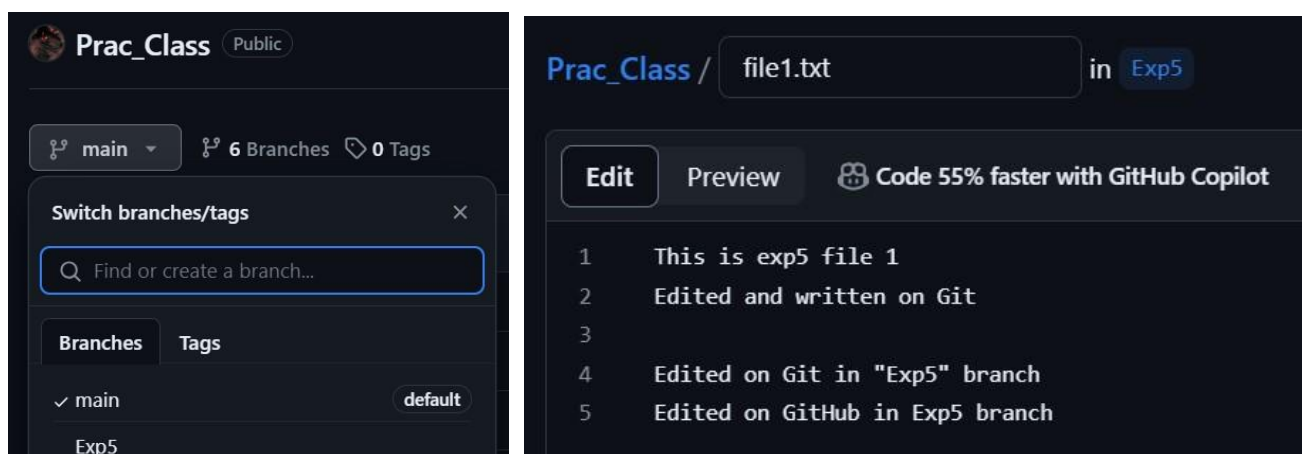 Prac_Class Public
main 6 Branches 0 Tags
Switch branches/tags
Find or create a branch...
Branches Tags
main default
Exp5
Prac_Class / file1.txt in Exp5
Edit Preview Code 55% faster with GitHub Copilot
1 This is exp5 file 1
2 Edited and written on Git
3
4 Edited on Git in "Exp5" branch
5 Edited on GitHub in Exp5 branch